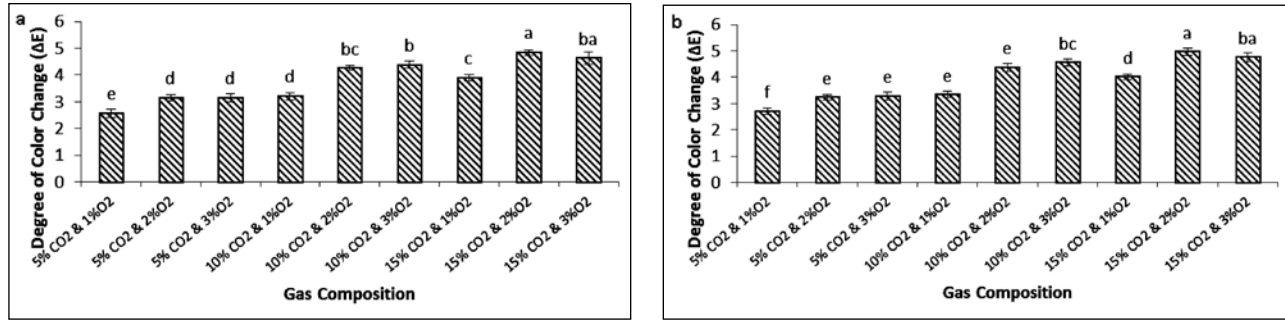 a
Degree of Color Change (ΔE)
6
5
4
3
2
1
0
e
d
d
d
bc
b
c
a
ba
5% CO2 & 1%O2
5% CO2 & 2%O2
5% CO2 & 3%O2
10% CO2 & 1%O2
10% CO2 & 2%O2
10% CO2 & 3%O2
15% CO2 & 1%O2
15% CO2 & 2%O2
15% CO2 & 3%O2
Gas Composition
b
Degree of Color Change (ΔE)
6
5
4
3
2
1
0
f
e
e
e
e
bc
d
a
ba
5% CO2 & 1%O2
5% CO2 & 2%O2
5% CO2 & 3%O2
10% CO2 & 1%O2
10% CO2 & 2%O2
10% CO2 & 3%O2
15% CO2 & 1%O2
15% CO2 & 2%O2
15% CO2 & 3%O2
Gas Composition